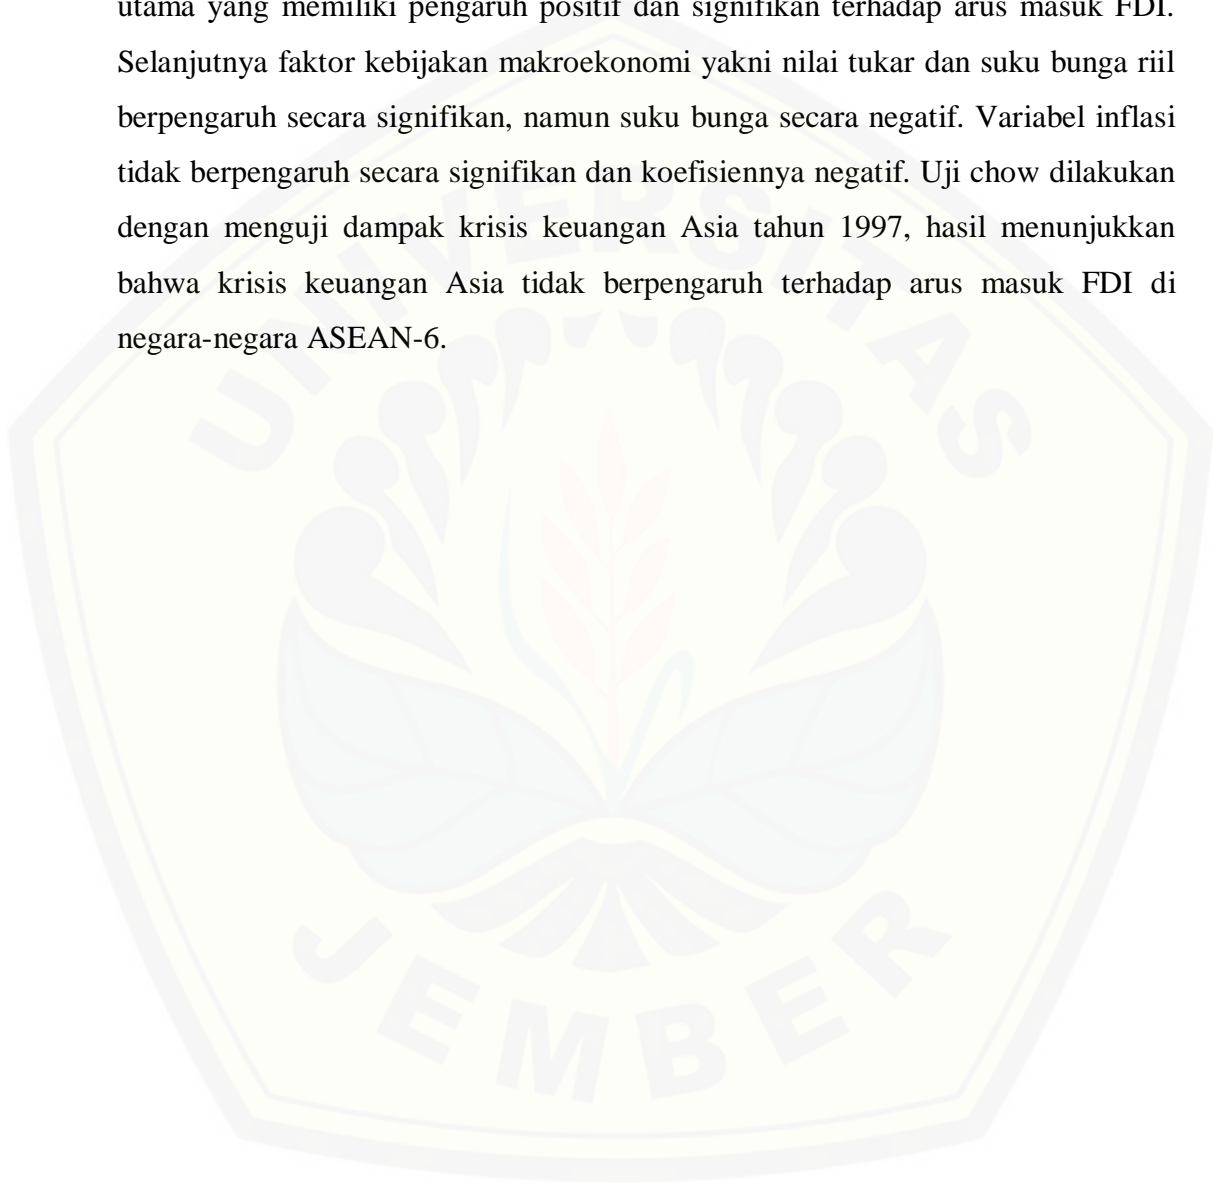 utama yang memiliki pengaruh positif dan signifikan terhadap arus masuk FDI.
Selanjutnya faktor kebijakan makroekonomi yakni nilai tukar dan suku bunga riil
berpengaruh secara signifikan, namun suku bunga secara negatif. Variabel inflasi
tidak berpengaruh secara signifikan dan koefisiennya negatif. Uji chow dilakukan
dengan menguji dampak krisis keuangan Asia tahun 1997, hasil menunjukkan
bahwa krisis keuangan Asia tidak berpengaruh terhadap arus masuk FDI di
negara-negara ASEAN-6.
UNIVERSITAS
JEMBER